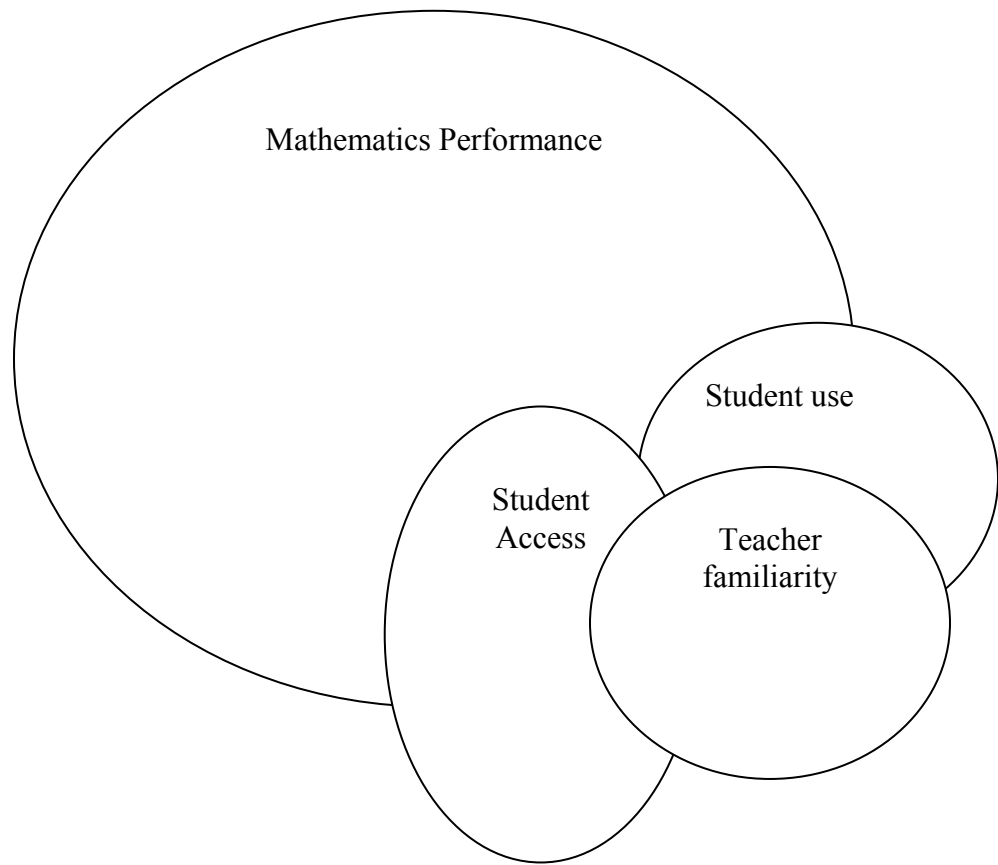 Mathematics Performance
Student use
Student
Access
Teacher
familiarity